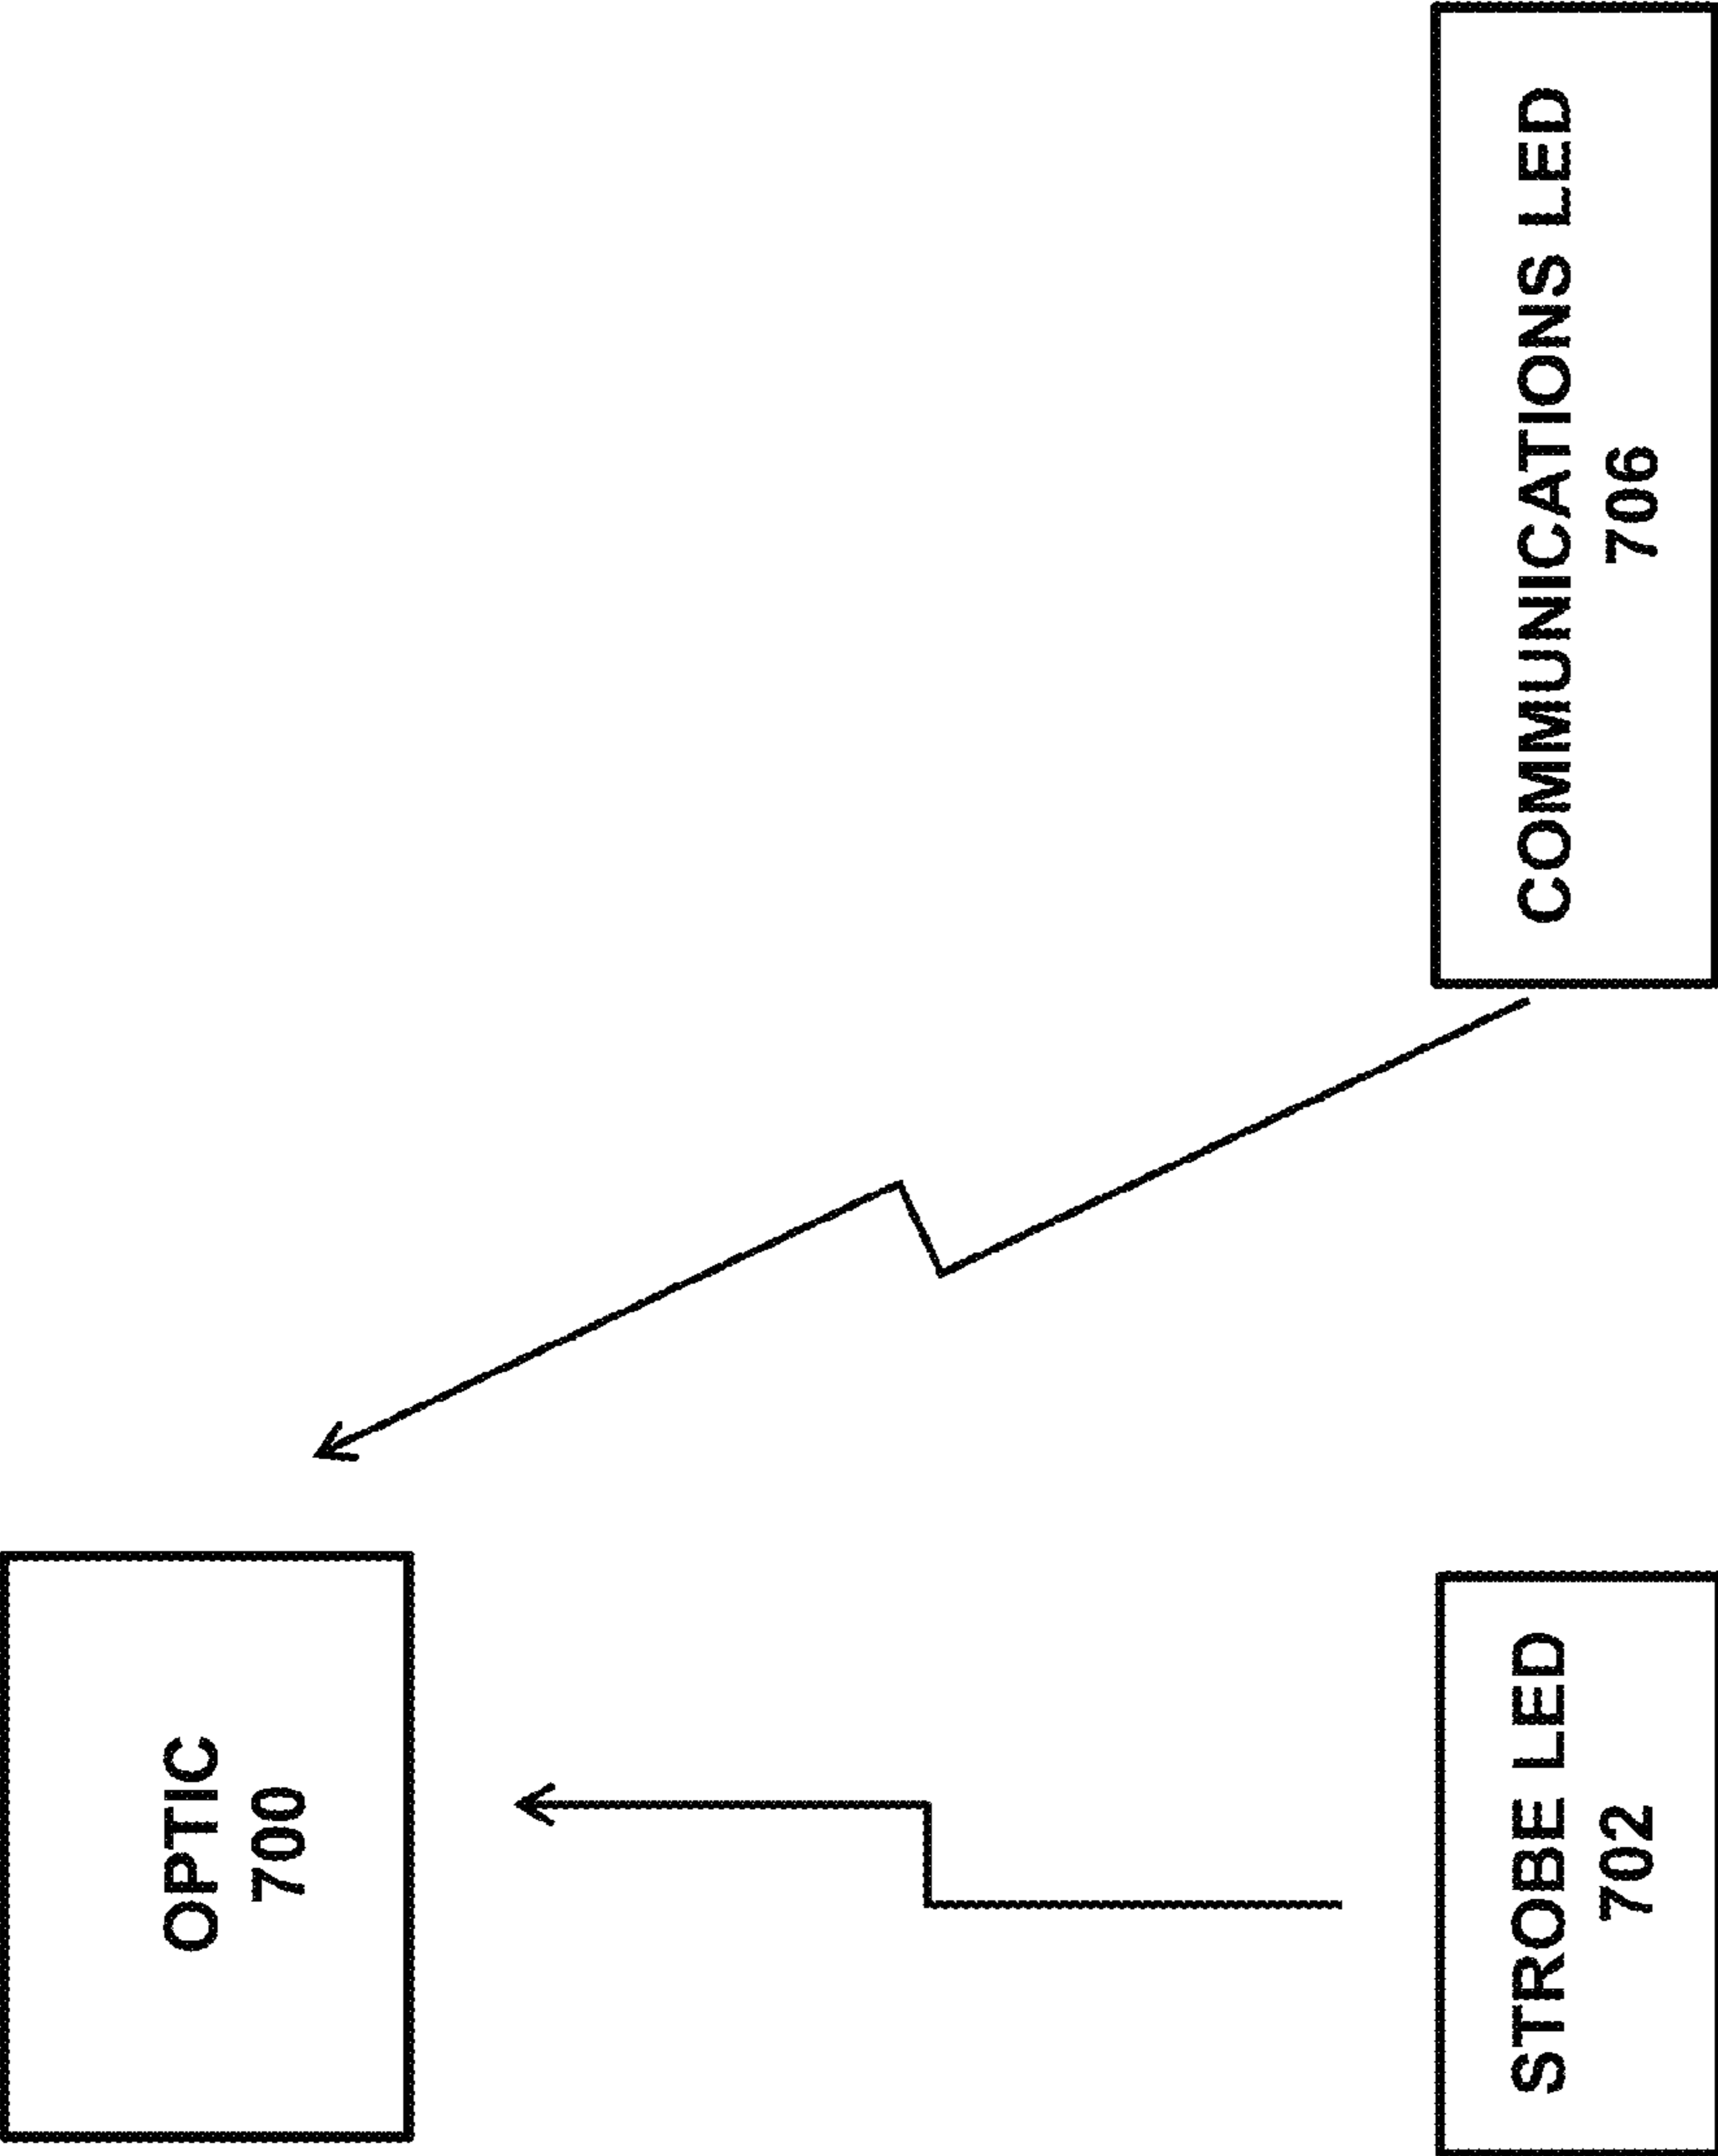 OPTIC
700
STROBE LED
702
COMMUNICATIONS LED
706